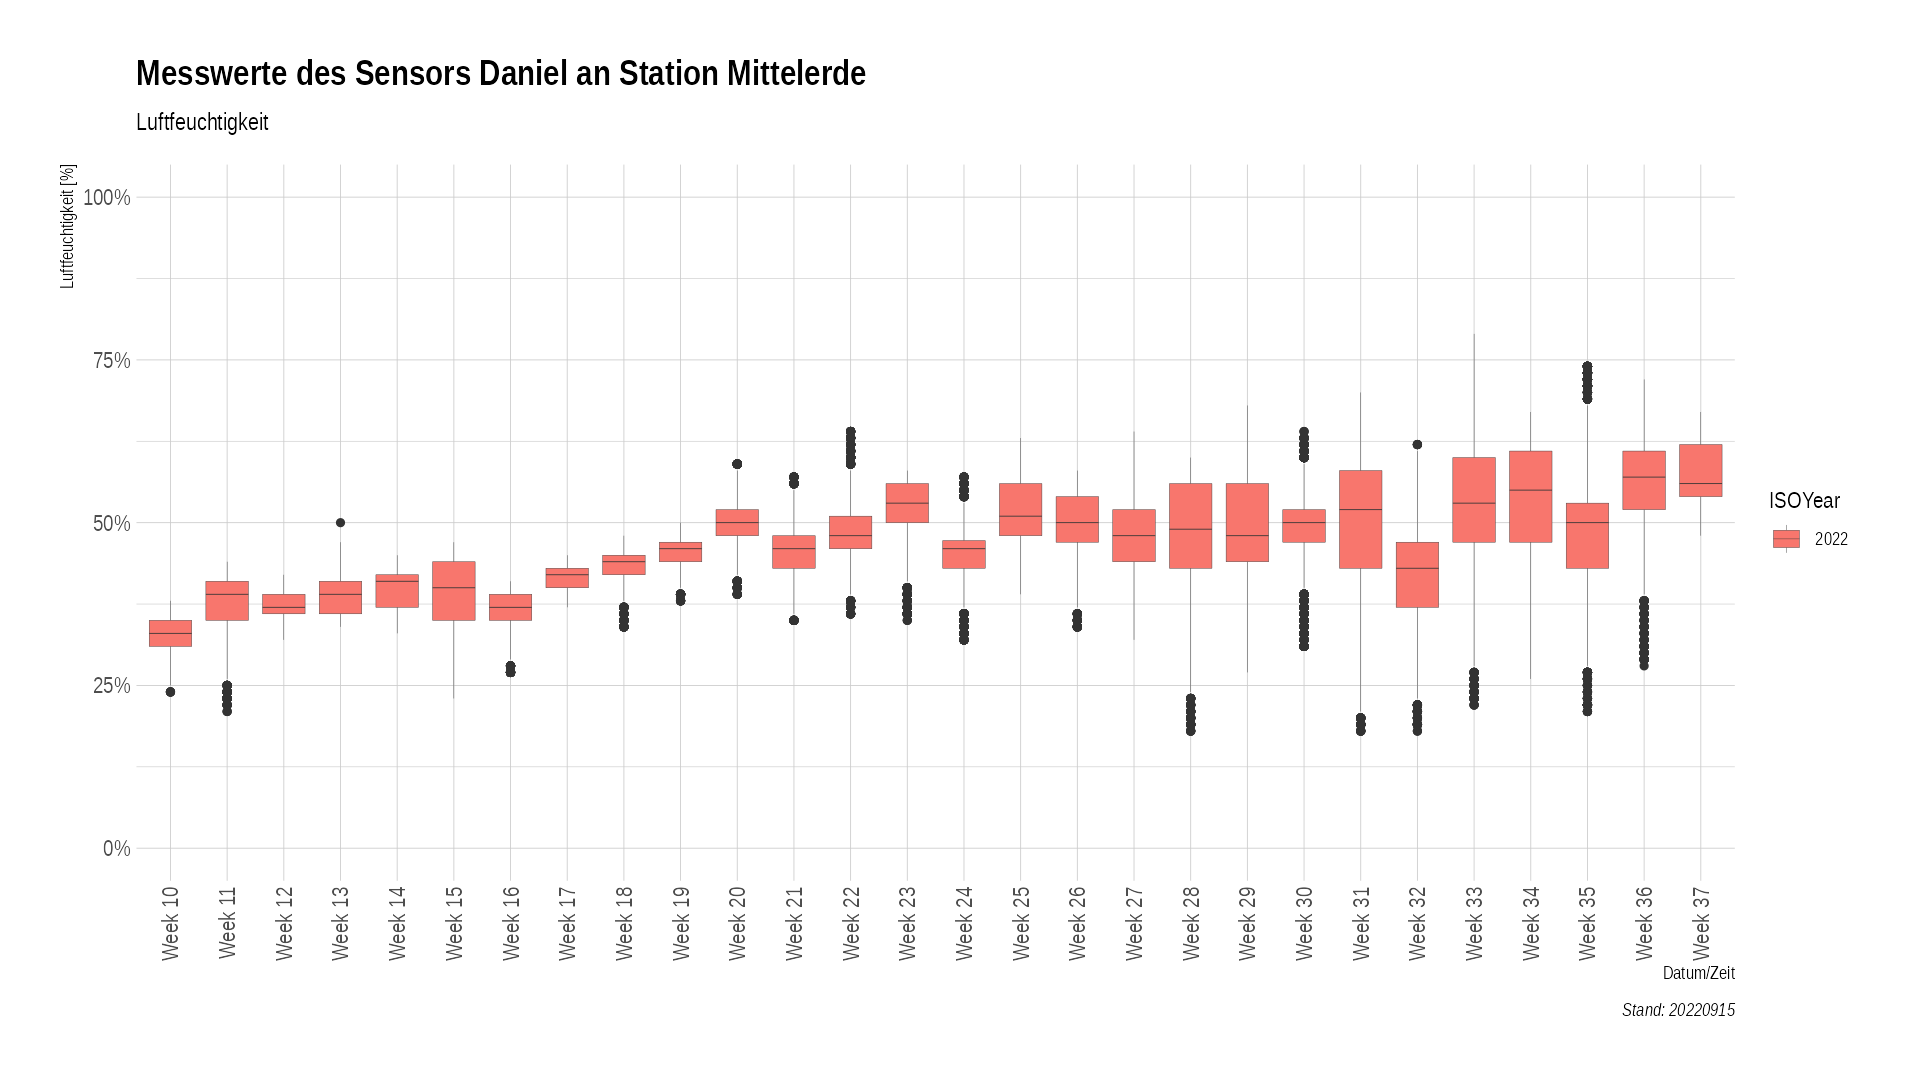 Messwerte des Sensors Daniel an Station Mittelerde
Luftfeuchtigkeit
Luftfeuchtigkeit [%]
100%
75%
50%
25%
0%
Week 10
Week 11
Week 12
Week 13
Week 14
Week 15
Week 16
Week 17
Week 18
Week 19
Week 20
Week 21
Week 22
Week 23
Week 24
Week 25
Week 26
Week 27
Week 28
Week 29
Week 30
Week 31
Week 32
Week 33
Week 34
Week 35
Week 36
Week 37
Datum/Zeit
ISOYear
2022
Stand: 20220915